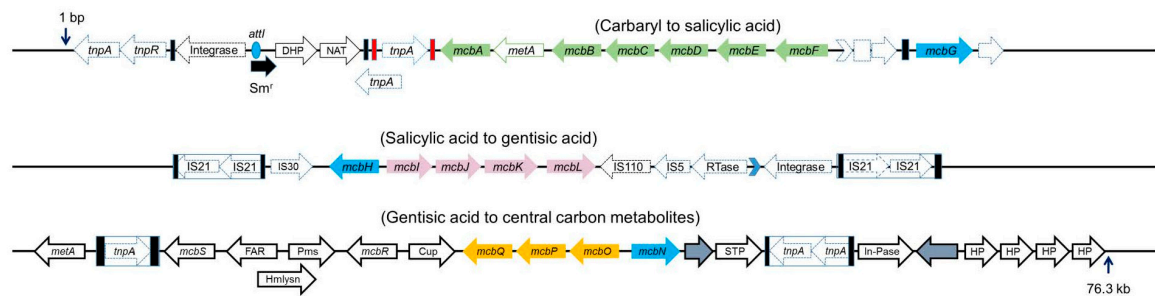 1 bp
attI
(Carbaryl to salicylic acid)
tnpA tnpR Integrase DHP NAT tnpA mcbA metA mcbB mcbC mcbD mcbE mcbF mcbG
Smʳ
tnpA
(Salicylic acid to gentisic acid)
IS21 IS21 IS30 mcbH mcbI mcbJ mcbK mcbL IS110 IS5 RTase Integrase IS21 IS21
(Gentisic acid to central carbon metabolites)
metA tnpA mcbS FAR Pms mcbR Cup mcbQ mcbP mcbO mcbN STP tnpA tnpA In-Pase HP HP HP HP
Hmlysn
76.3 kb